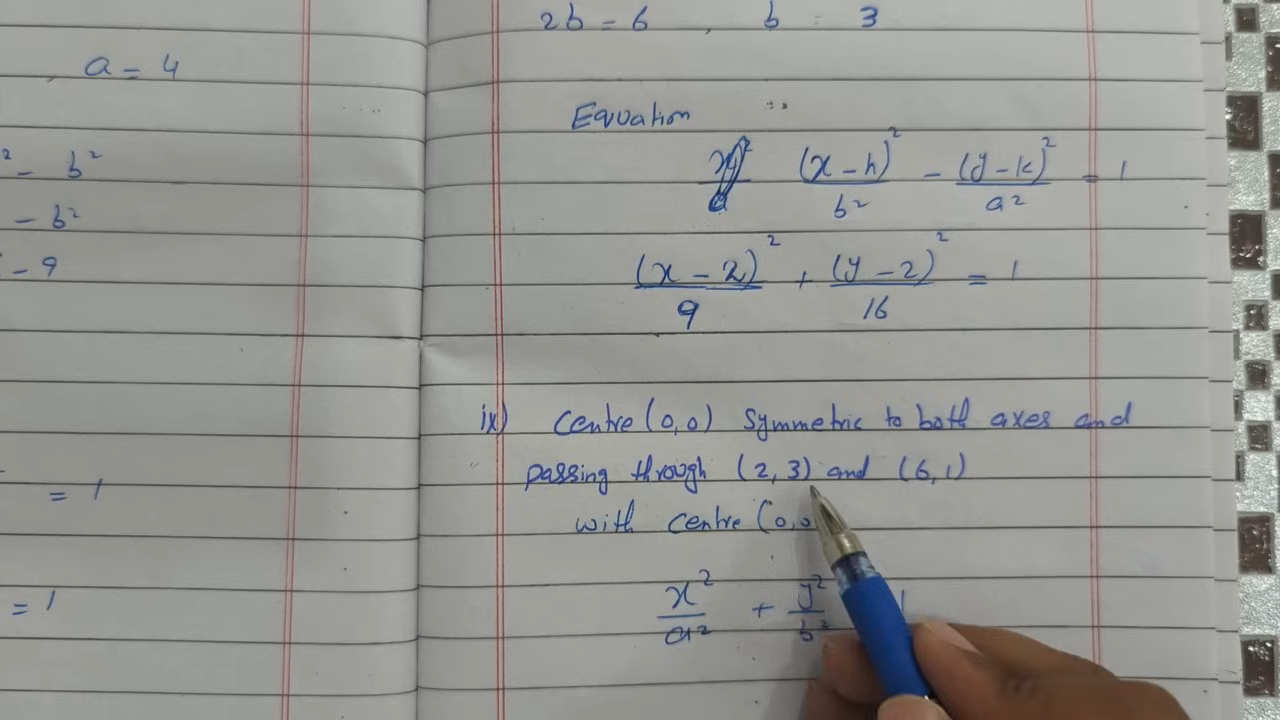 2b = 6 , b = 3
a = 4
Equation
² - b²
(x - h)² / b² - (y - k)² / a² = 1
- b²
- 9
(x - 2)² / 9 + (y - 2)² / 16 = 1
ix) Centre (0,0) Symmetric to both axes and
passing through (2,3) and (6,1)
= 1
with centre (0,0
x² / a² + y² / b² 1
= 1